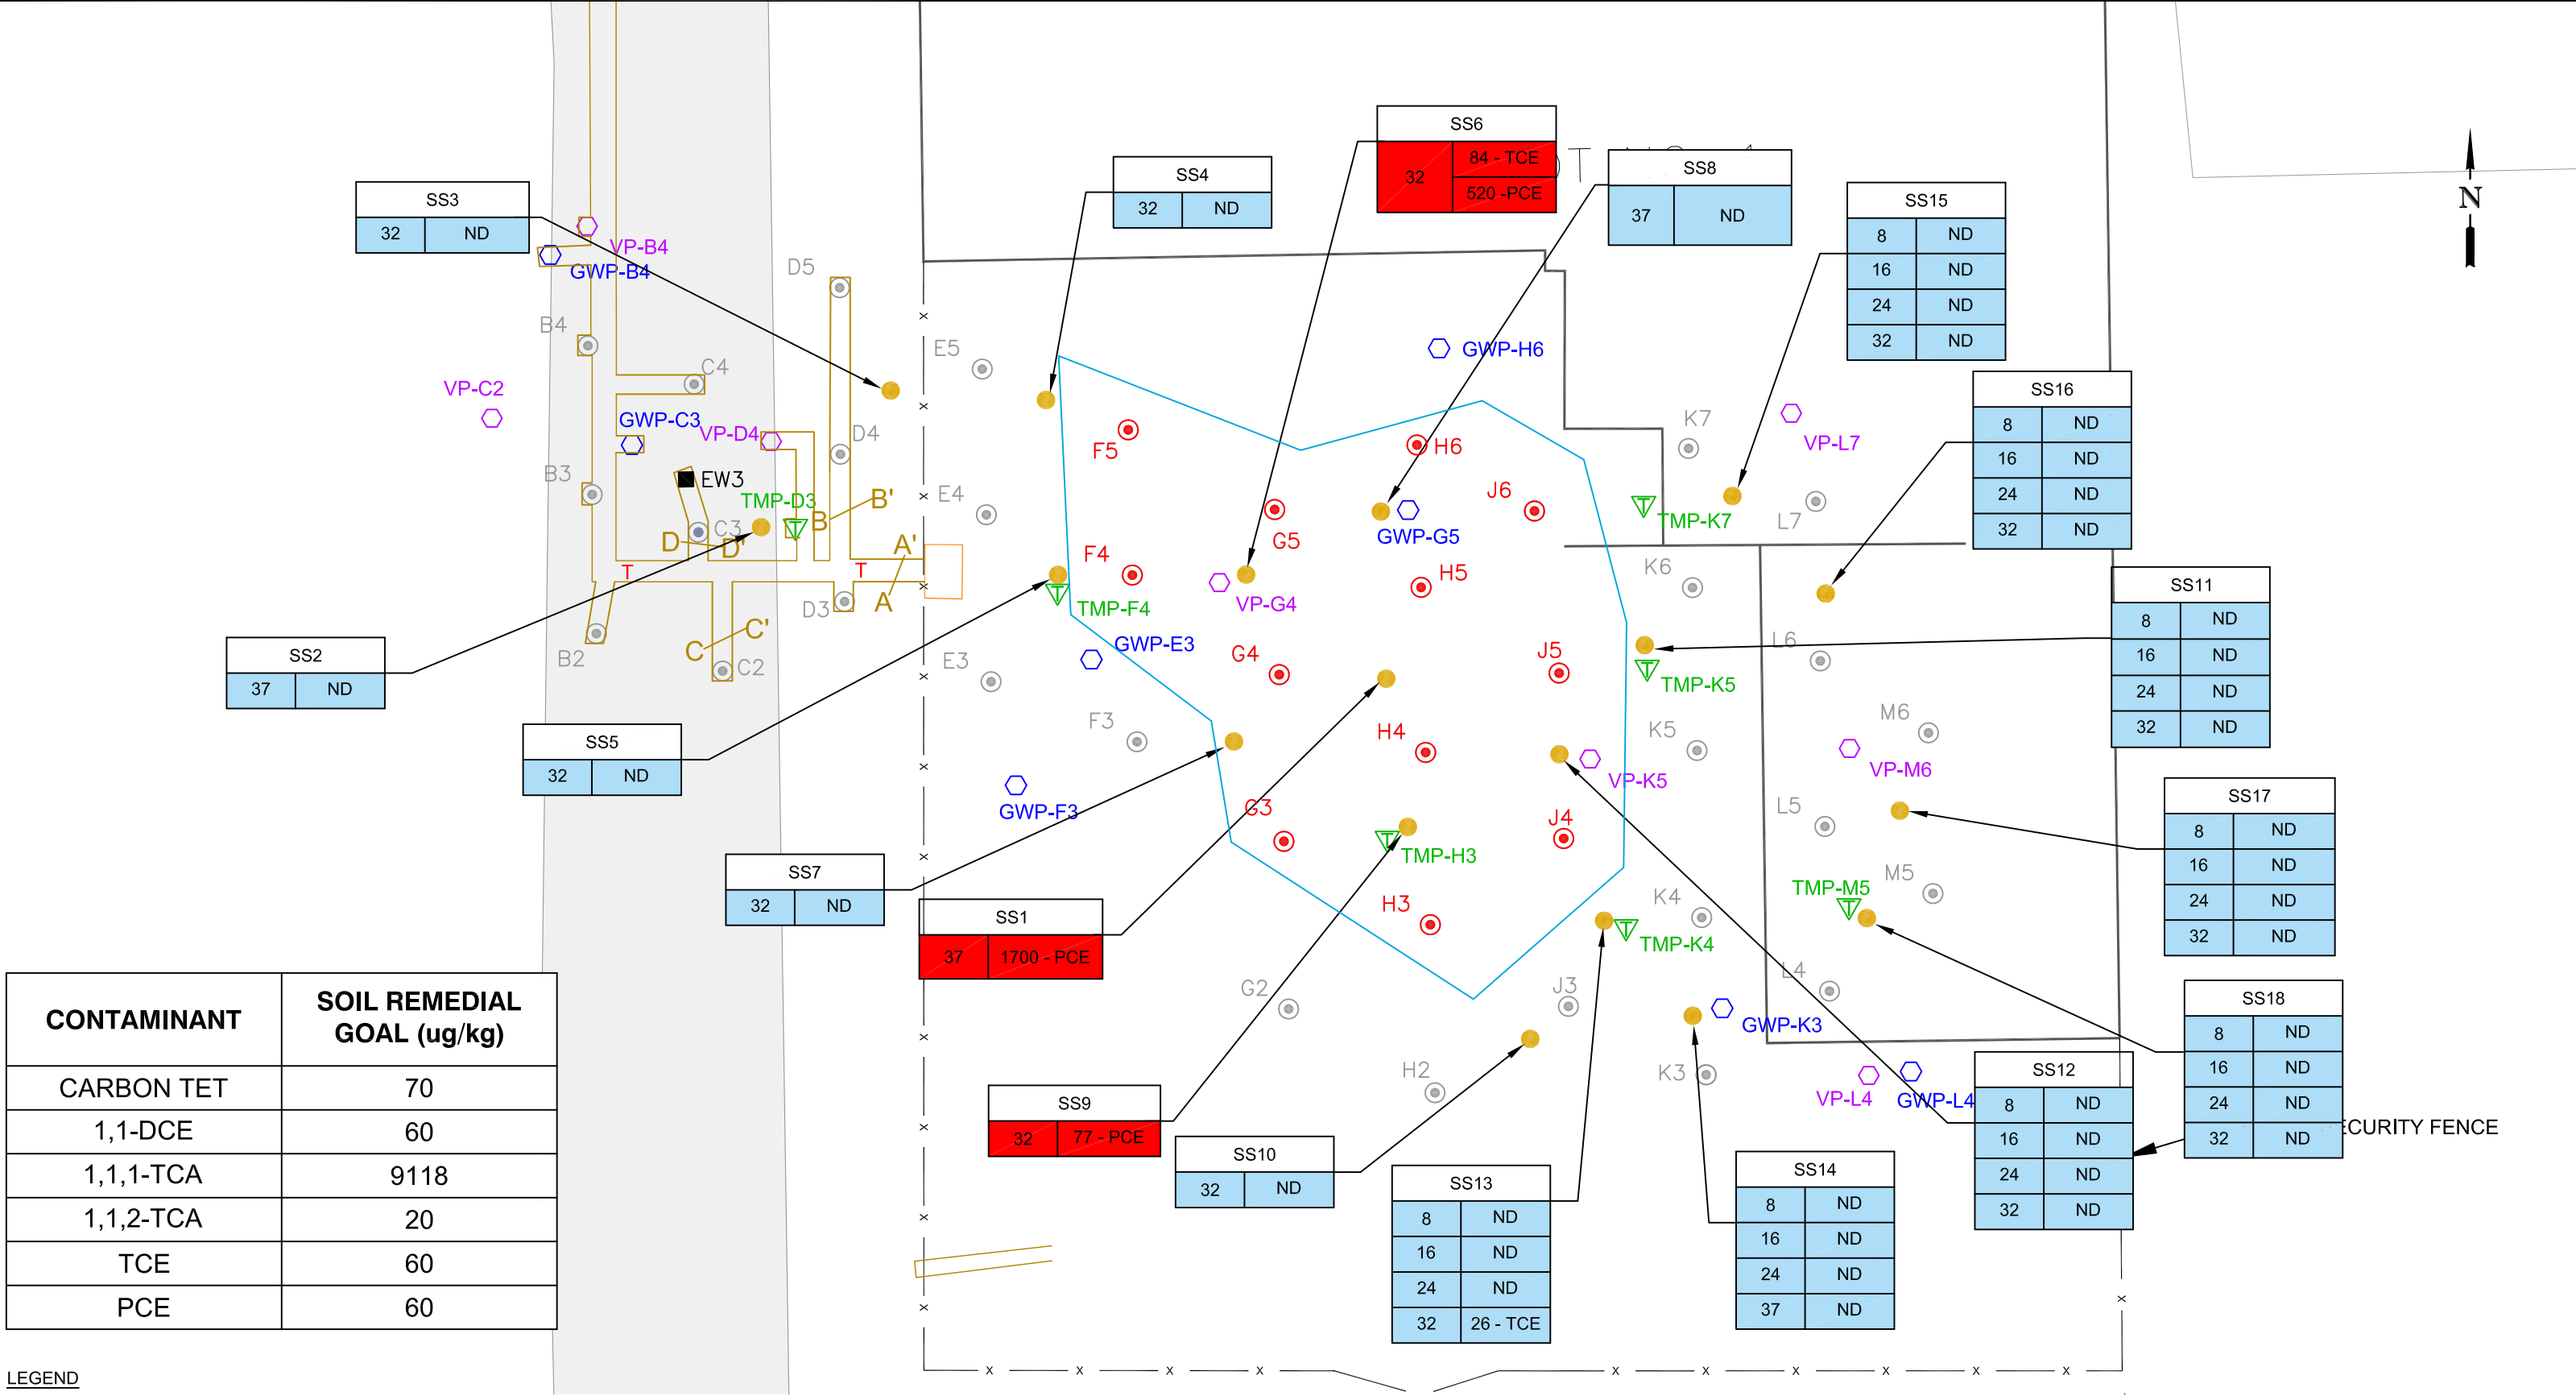 SS6
32
84 - TCE
520 -PCE
SS4
32 ND
SS8
37 ND
SS3
32 ND
SS15
8 ND
16 ND
24 ND
32 ND
N
VP-B4
GWP-B4
D5
B4
E5
GWP-H6
C4
VP-C2
SS16
8 ND
16 ND
24 ND
32 ND
K7
VP-L7
GWP-C3
VP-D4
D4
F5
H6
B3
EW3
TMP-D3
B'
B
E4
J6
TMP-K7
L7
C3
D
D'
A'
G5
GWP-G5
F4
T
T
H5
K6
D3
A
TMP-F4
VP-G4
SS11
8 ND
16 ND
24 ND
32 ND
C'
C
B2
C2
GWP-E3
E3
G4
J5
L6
TMP-K5
SS2
37 ND
F3
H4
K5
M6
VP-M6
SS5
32 ND
VP-K5
GWP-F3
G3
J4
L5
SS17
8 ND
16 ND
24 ND
32 ND
TMP-H3
SS7
32 ND
M5
TMP-M5
SS1
37 1700 - PCE
H3
K4
TMP-K4
L4
G2
J3
GWP-K3
SS18
8 ND
16 ND
24 ND
32 ND
H2
K3
VP-L4
GWP-L4
SS12
8 ND
16 ND
24 ND
32 ND
ECURITY FENCE
SS9
32 77 - PCE
SS10
32 ND
SS13
8 ND
16 ND
24 ND
32 26 - TCE
SS14
8 ND
16 ND
24 ND
37 ND
CONTAMINANT SOIL REMEDIAL
GOAL (ug/kg)
CARBON TET 70
1,1-DCE 60
1,1,1-TCA 9118
1,1,2-TCA 20
TCE 60
PCE 60
LEGEND